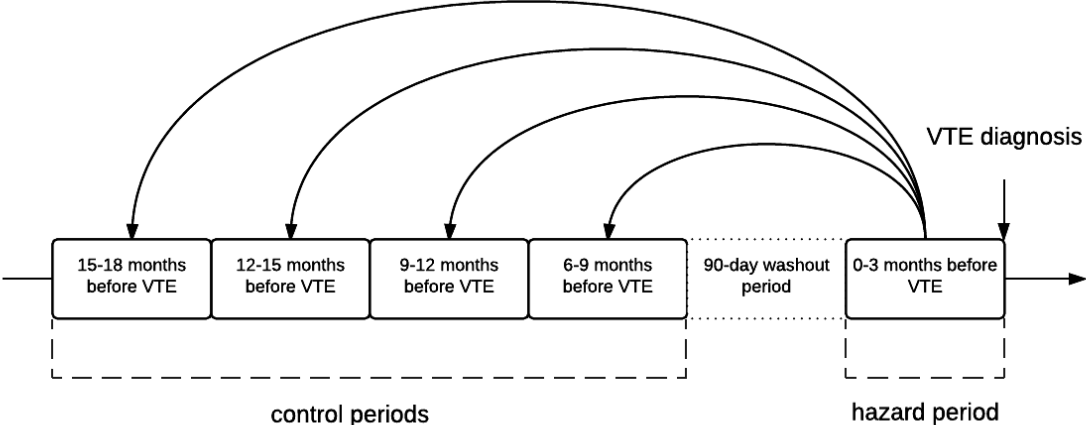 VTE diagnosis
15-18 months
before VTE
12-15 months
before VTE
9-12 months
before VTE
6-9 months
before VTE
90-day washout
period
0-3 months before
VTE
control periods
hazard period